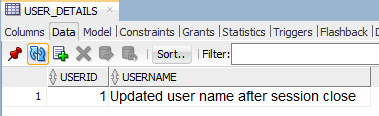 USER_DETAILS
Columns Data Model Constraints Grants Statistics Triggers Flashback
Sort.. Filter:
USERID USERNAME
1 1 Updated user name after session close